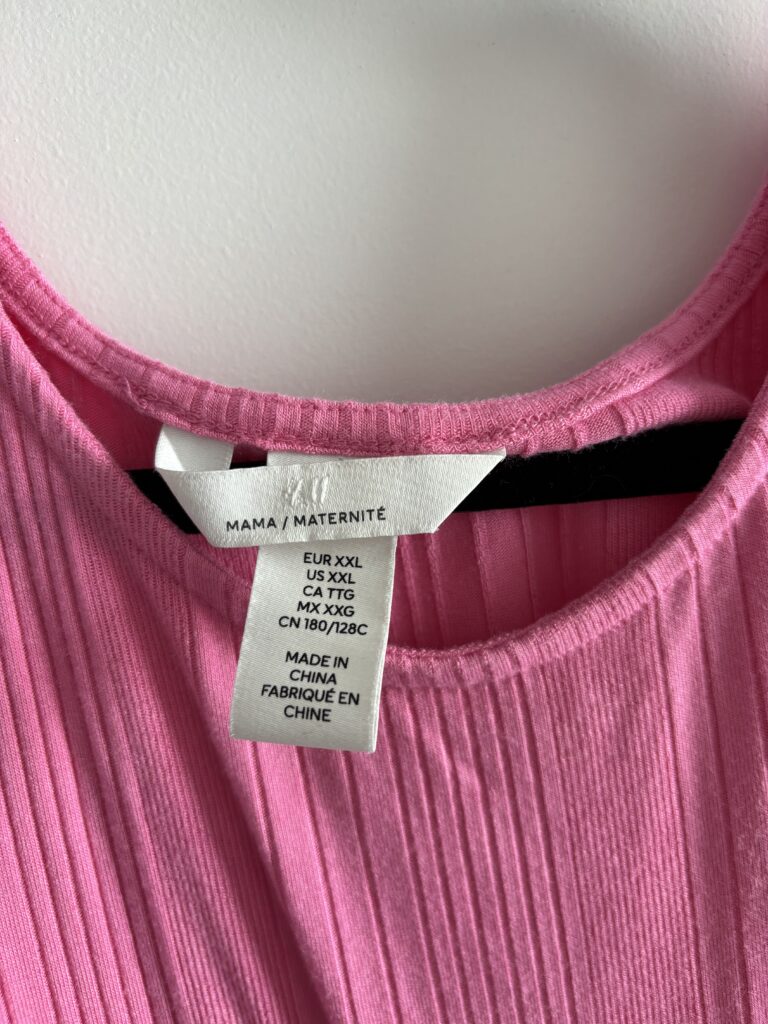 MAMA / MATERNITÉ
EUR XXL
US XXL
CA TTG
MX XXG
CN 180/128C
MADE IN
CHINA
FABRIQUÉ EN
CHINE